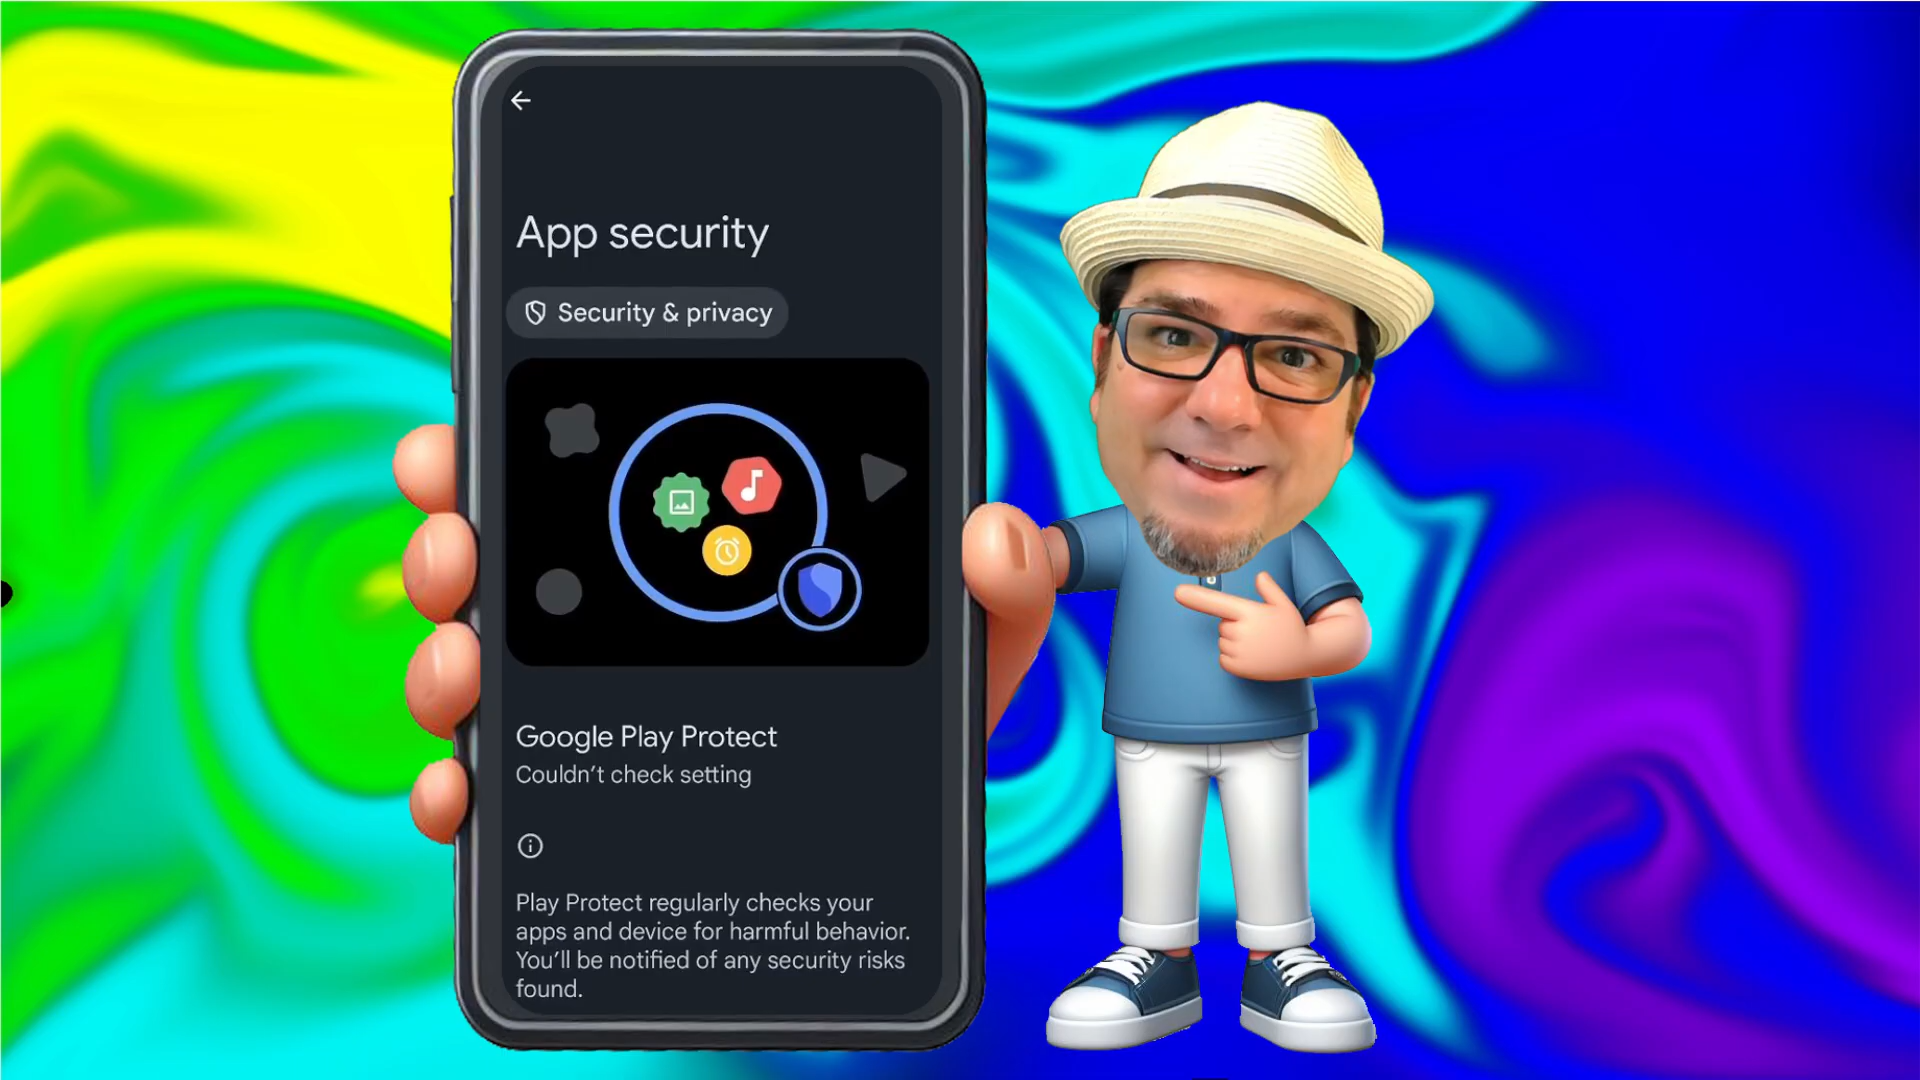 App security
Security & privacy
Google Play Protect
Couldn’t check setting
Play Protect regularly checks your
apps and device for harmful behavior.
You’ll be notified of any security risks
found.